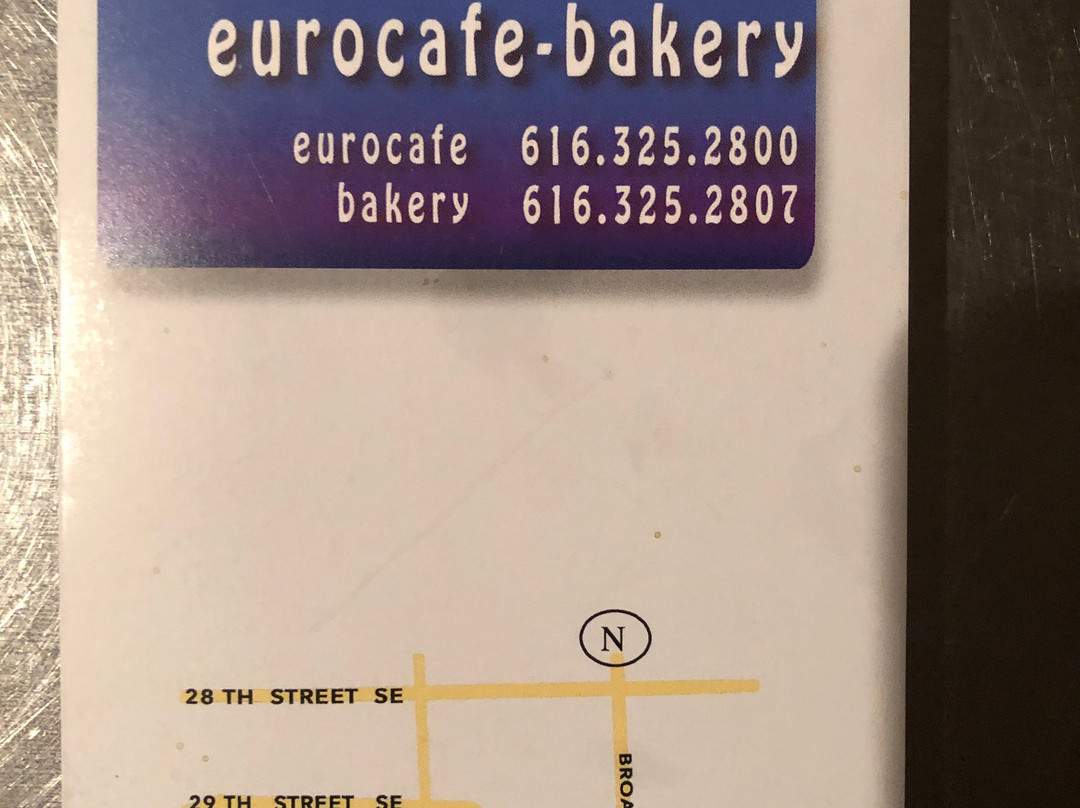 eurocafe-bakery
eurocafe 616.325.2800
bakery 616.325.2807
N
28 TH STREET SE
29 TH STREET SE